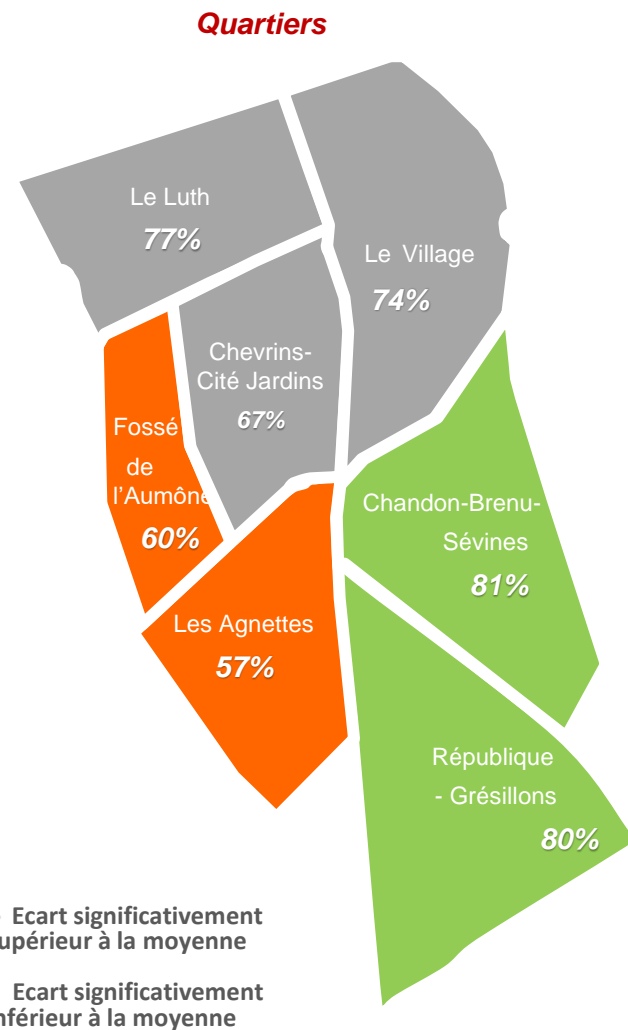 Quartiers
Le Luth
77%
Le Village
74%
Chevrins-
Cité Jardins
67%
Fossé
de
l'Aumône
60%
Chandon-Brenu-
Sévines
81%
Les Agnettes
57%
République
- Grésillons
80%
Ecart significativement
upérieur à la moyenne
Ecart significativement
nférieur à la moyenne